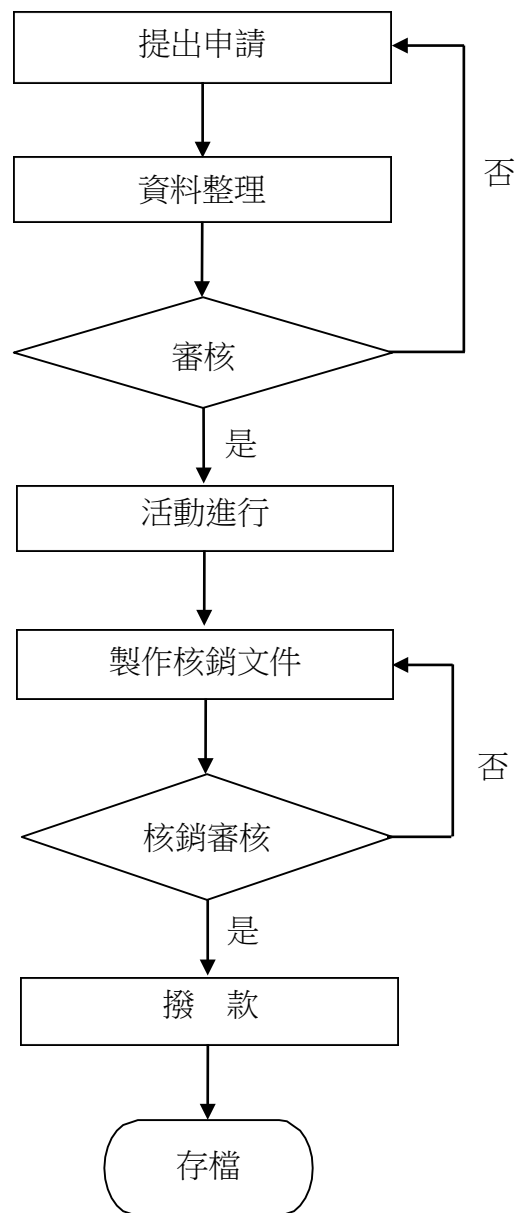 提出申請
資料整理
否
審核
是
活動進行
製作核銷文件
否
核銷審核
是
撥　款
存檔